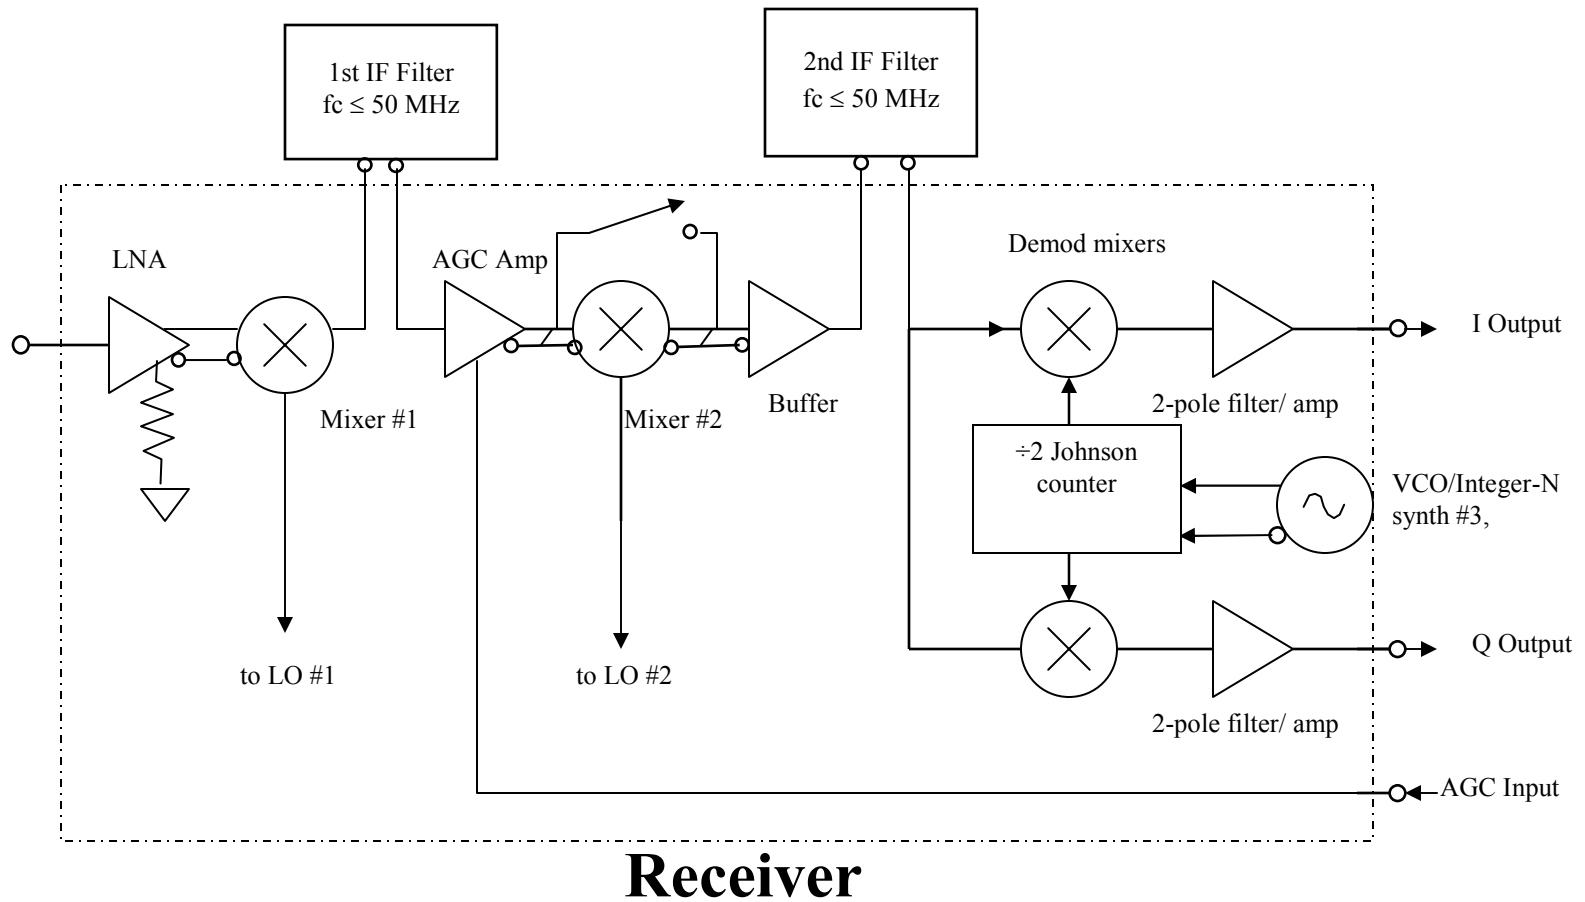 1st IF Filter
fc ≤ 50 MHz
2nd IF Filter
fc ≤ 50 MHz
LNA
AGC Amp
Demod mixers
I Output
Mixer #1
Mixer #2
Buffer
2-pole filter/ amp
÷2 Johnson
counter
VCO/Integer-N
synth #3,
to LO #1
to LO #2
Q Output
2-pole filter/ amp
AGC Input
Receiver